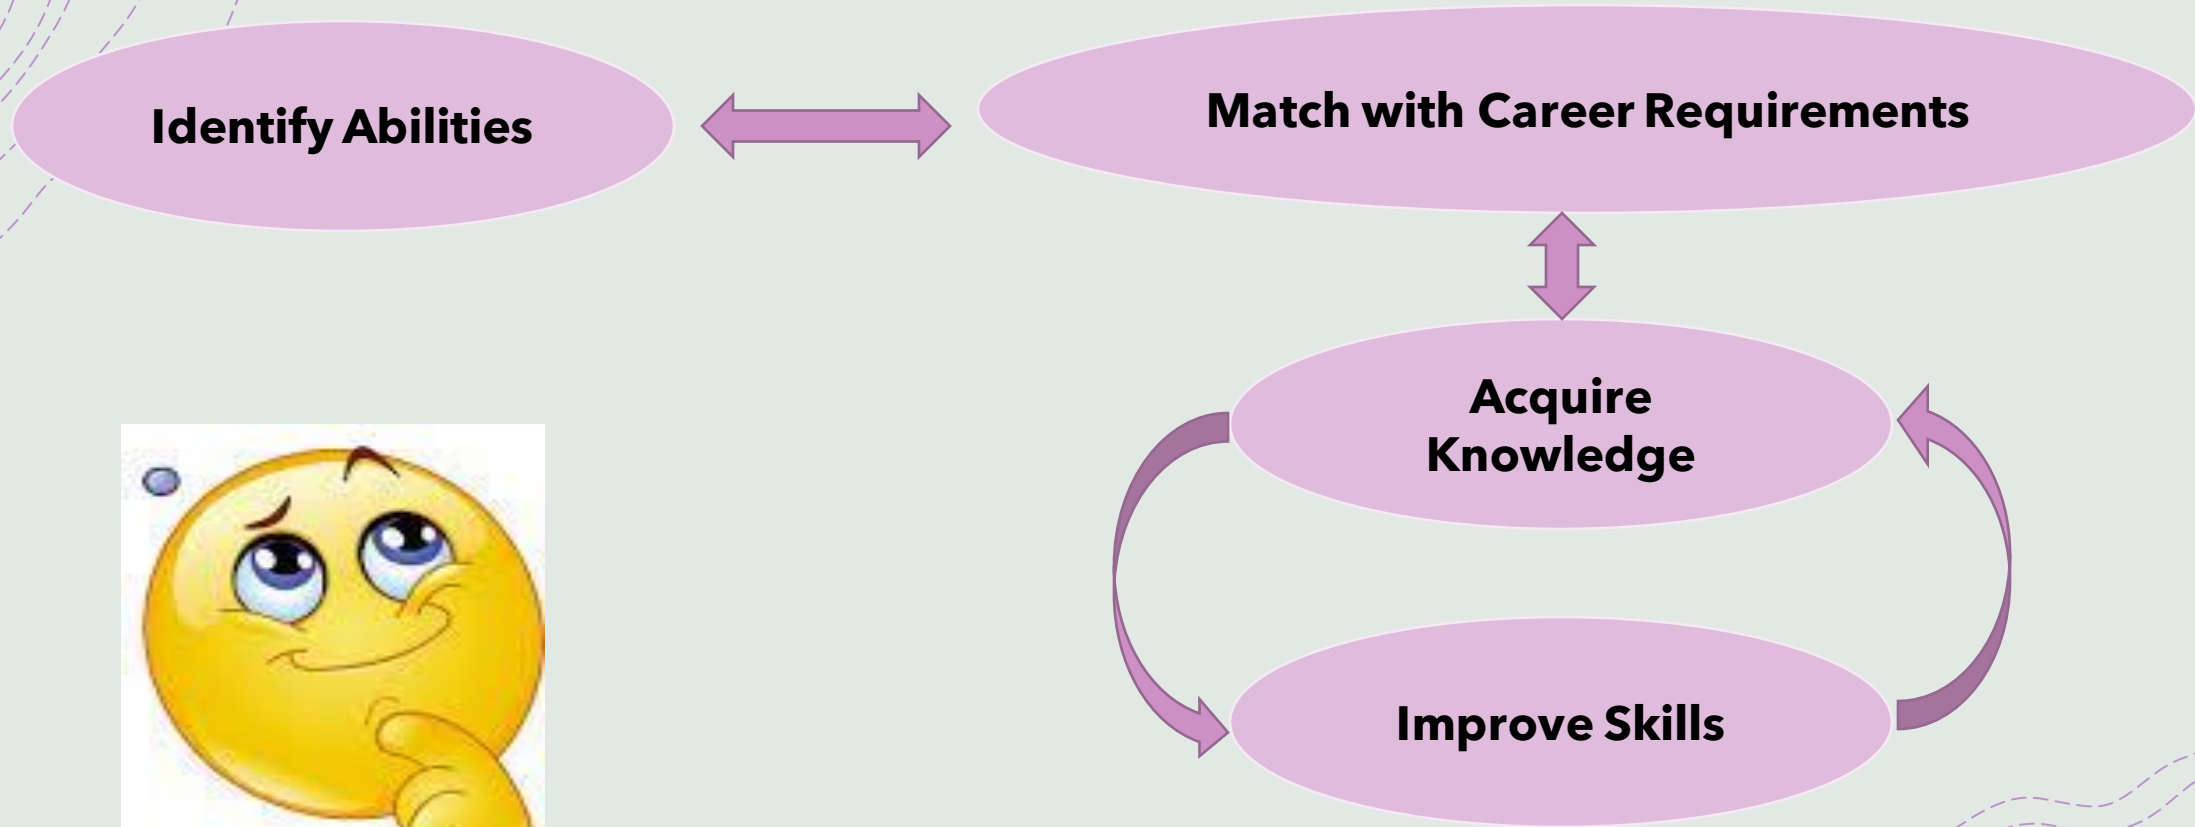 Identify Abilities
Match with Career Requirements
Acquire
Knowledge
Improve Skills